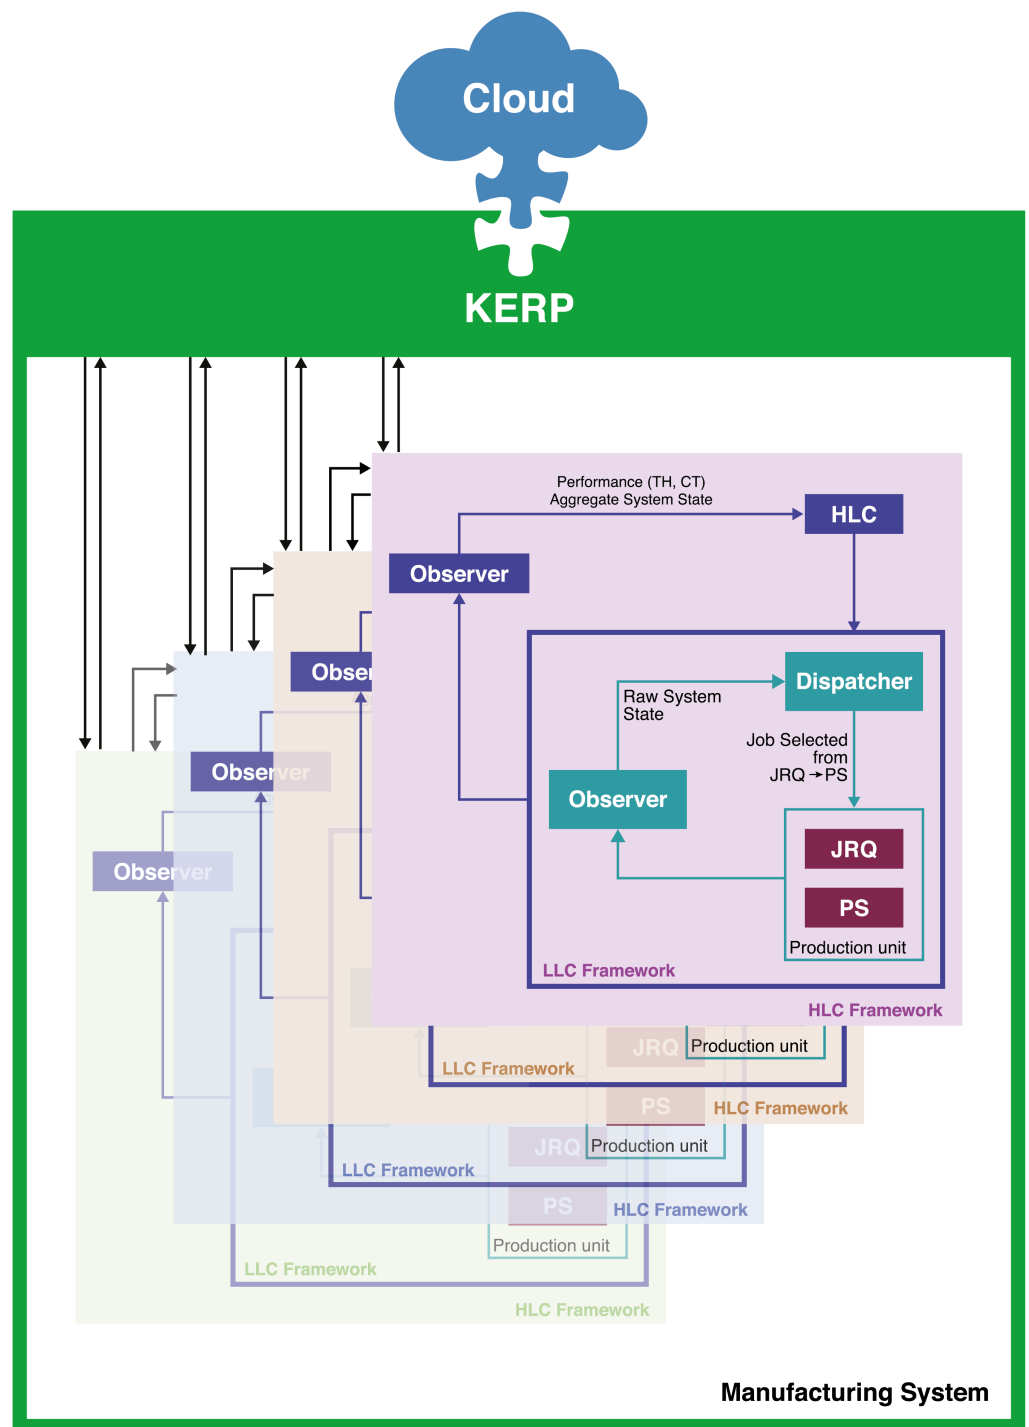 Cloud
KERP
Performance (TH, CT)
Aggregate System State
HLC
Observer
Dispatcher
Raw System
State
Job Selected
from
JRQ → PS
Observer
JRQ
PS
Production unit
LLC Framework
HLC Framework
Obser
JRQ
Production unit
LLC Framework
PS
HLC Framework
Observer
JRQ
Production unit
LLC Framework
PS
HLC Framework
Observer
Production unit
LLC Framework
HLC Framework
Manufacturing System